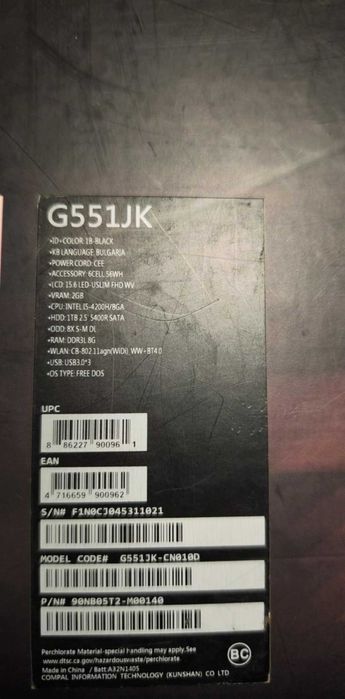 G551JK
•ID+COLOR: 1B-BLACK
•KB LANGUAGE: BULGARIA
•POWER CORD: CEE
•ACCESSORY: 6CELL 56WH
•LCD: 15.6 LED-USLIM FHD WV
•VRAM: 2GB
•CPU: INTEL I5-4200H/BGA
•HDD: 1TB 2.5 5400R SATA
•ODD: 8X S-M DL
•RAM: DDR3L 8G
•WLAN: CB-802.11agn(WiDi)_WW+BT4.0
•USB: USB3.0*3
•OS TYPE: FREE DOS
UPC
8 86227 90096 1
EAN
4 716659 900962
S/N# F1N0CJ045311021
MODEL CODE# G551JK-CN010D
P/N# 90NB05T2-M00140
Perchlorate Material-special handling may apply.See
www.dtsc.ca.gov/hazardouswaste/perchlorate
Made in China / Batt A32N1405
COMPAL INFORMATION TECHNOLOGY (KUNSHAN) CO LTD
BC